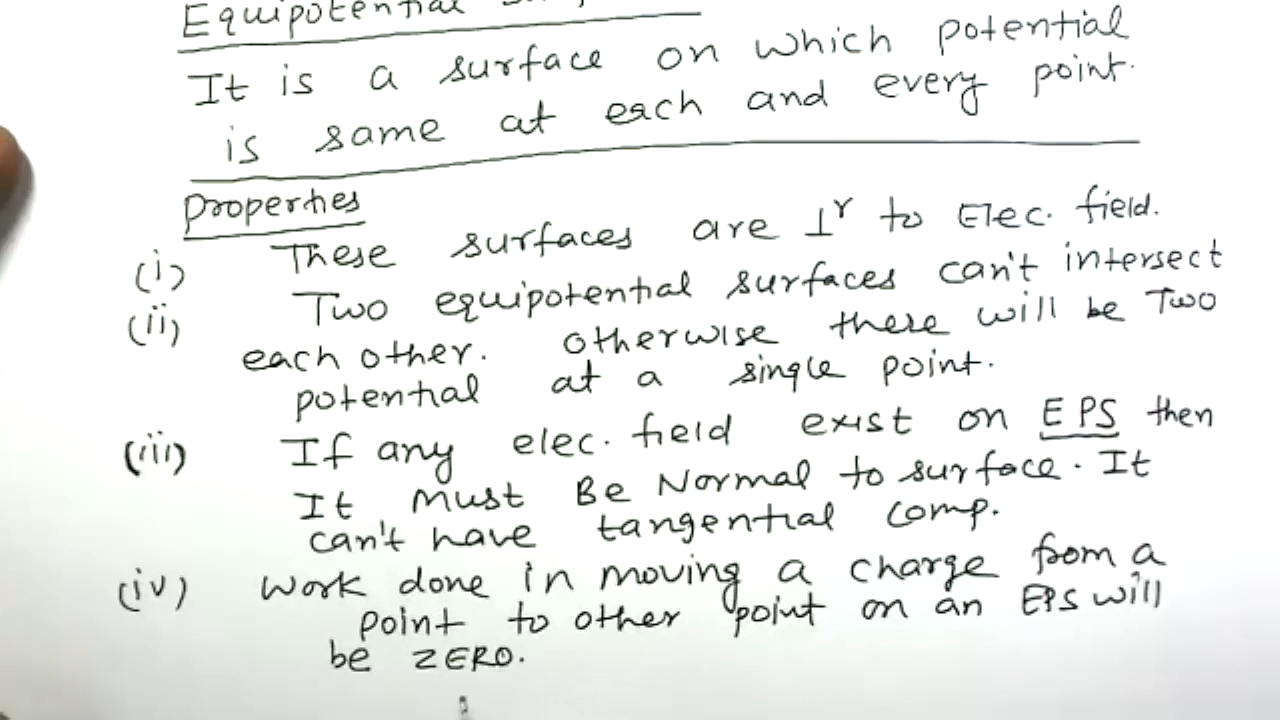 Equipotential
It is a surface on which potential
is same at each and every point.
Properties
(i) These surfaces are ⊥r to Elec. field.
(ii) Two equipotential surfaces can't intersect
each other. otherwise there will be Two
potential at a single point.
(iii) If any elec. field exist on EPS then
It Must Be Normal to surface. It
can't have tangential comp.
(iv) Work done in moving a charge from a
point to other point on an EPS will
be ZERO.